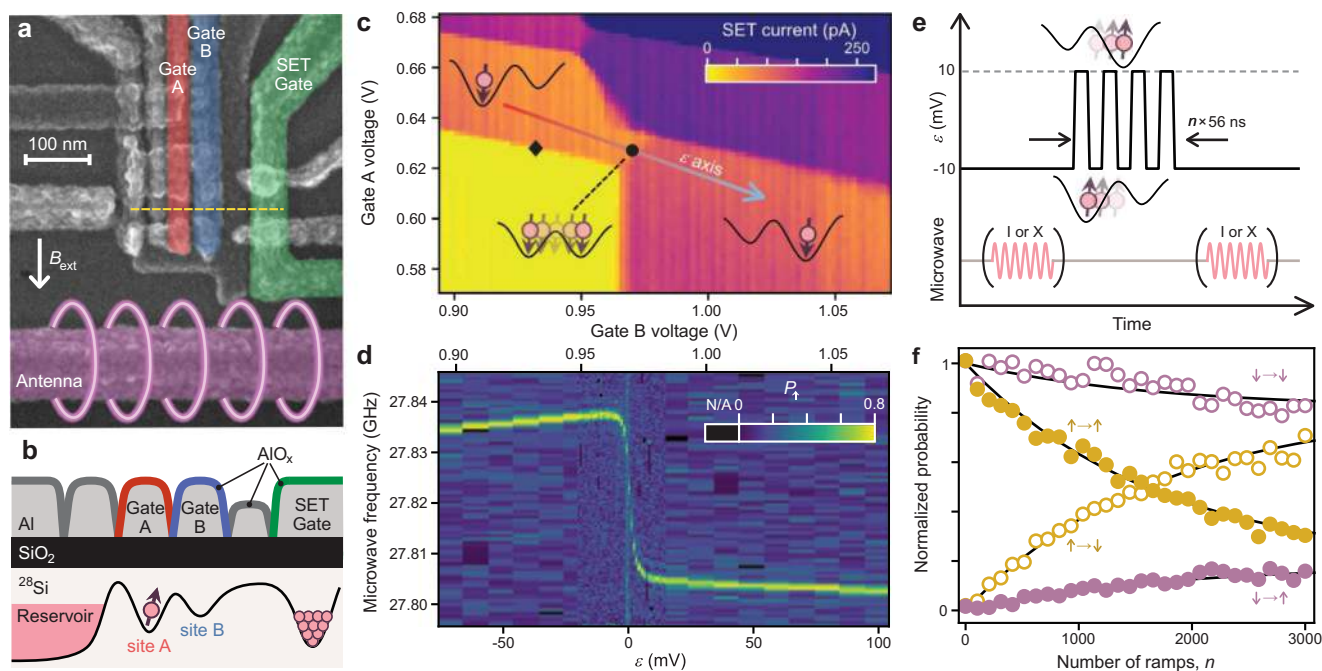 a
Gate
A
Gate
B
SET
Gate
100 nm
B_ext
Antenna
b
AlOₓ
Al
Gate
A
Gate
B
SET
Gate
SiO₂
²⁸Si
Reservoir
site A
site B
c
SET current (pA)
0
250
Gate A voltage (V)
0.66
0.64
0.62
0.60
0.58
ε axis
0.90
0.95
1.00
1.05
Gate B voltage (V)
d
0.90
0.95
1.00
1.05
Microwave frequency (GHz)
27.84
27.83
27.82
27.81
27.80
P↑
N/A
0
0.8
-50
0
50
100
ε (mV)
e
ε (mV)
10
-10
n×56 ns
Microwave
(I or X)
(I or X)
Time
f
Normalized probability
1
0
↓→↓
↑→↑
↑→↓
↓→↑
0
1000
2000
3000
Number of ramps, n